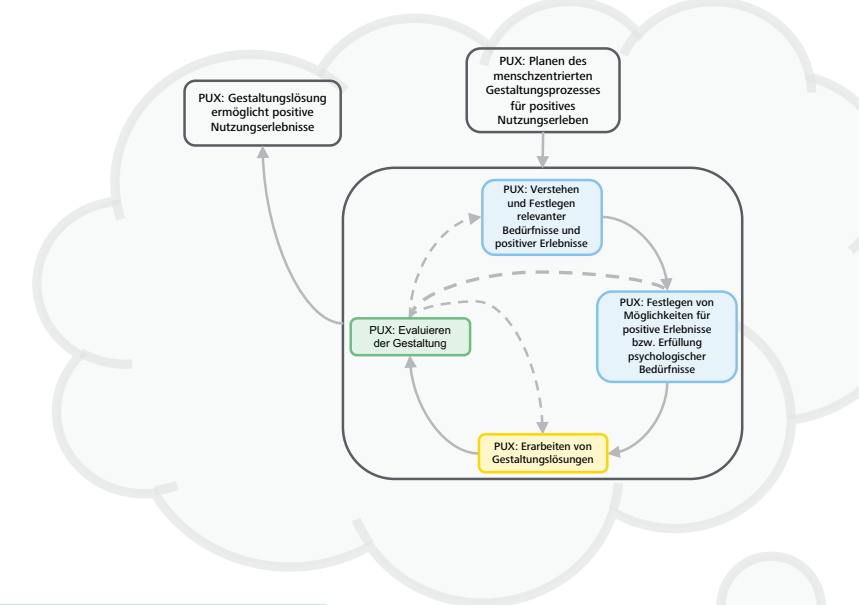 PUX: Planen des
menschzentrierten
Gestaltungsprozesses
für positives
Nutzungserleben
PUX: Gestaltungslösung
ermöglicht positive
Nutzungserlebnisse
PUX: Verstehen
und Festlegen
relevanter
Bedürfnisse und
positiver Erlebnisse
PUX: Festlegen von
Möglichkeiten für
positive Erlebnisse
bzw. Erfüllung
psychologischer
Bedürfnisse
PUX: Evaluieren
der Gestaltung
PUX: Erarbeiten von
Gestaltungslösungen